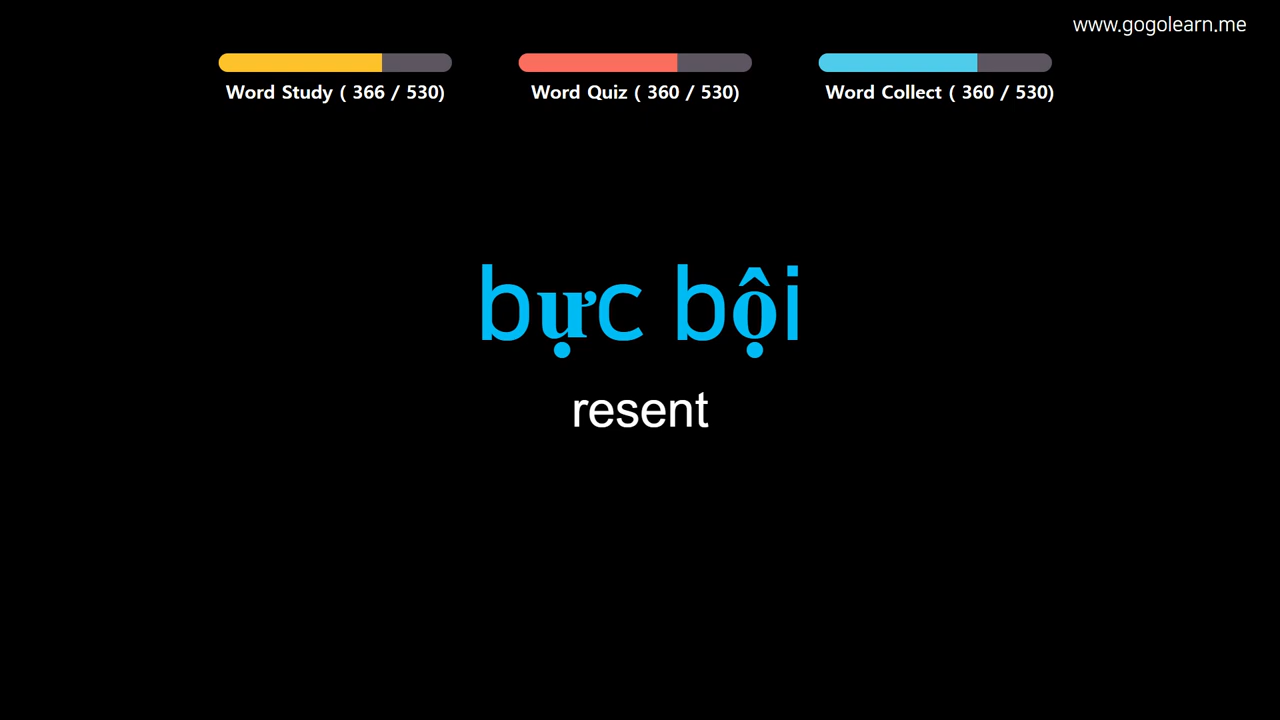 www.gogolearn.me
Word Study ( 366 / 530)
Word Quiz ( 360 / 530)
Word Collect ( 360 / 530)
bực bội
resent